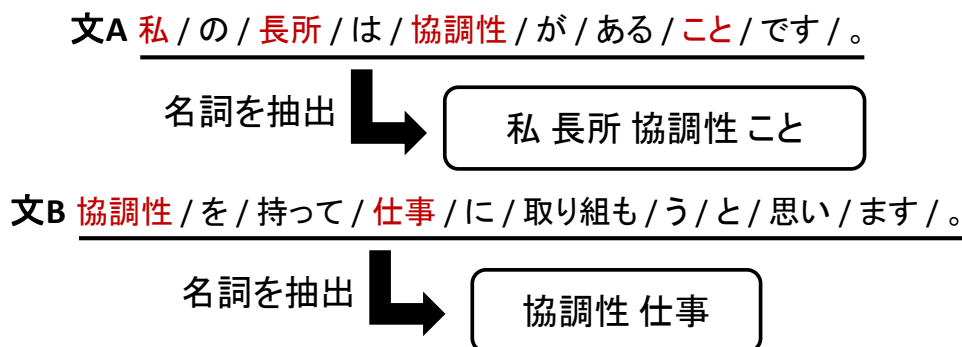 文A 私 / の / 長所 / は / 協調性 / が / ある / こと / です / 。
名詞を抽出
私 長所 協調性 こと
文B 協調性 / を / 持って / 仕事 / に / 取り組も / う / と / 思い / ます / 。
名詞を抽出
協調性 仕事